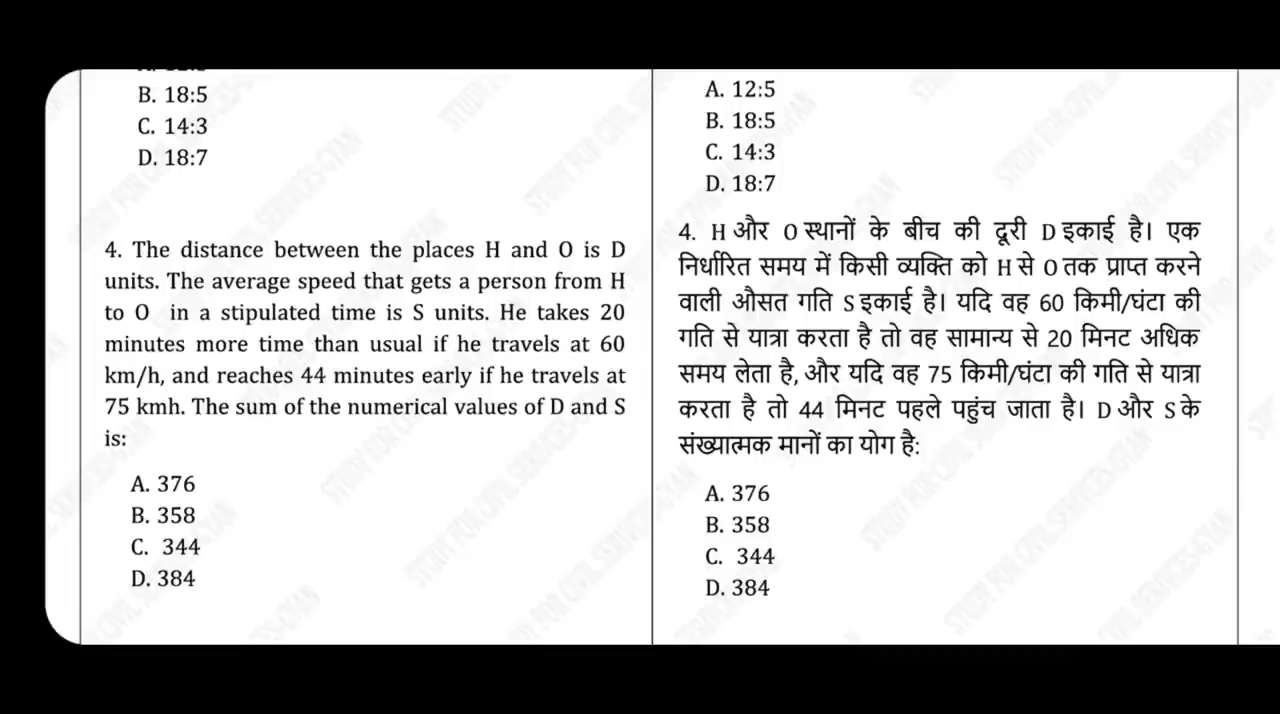 B. 18:5
C. 14:3
D. 18:7
4. The distance between the places H and O is D
units. The average speed that gets a person from H
to O in a stipulated time is S units. He takes 20
minutes more time than usual if he travels at 60
km/h, and reaches 44 minutes early if he travels at
75 kmh. The sum of the numerical values of D and S
is:
A. 376
B. 358
C. 344
D. 384
A. 12:5
B. 18:5
C. 14:3
D. 18:7
4. H और O स्थानों के बीच की दूरी D इकाई है। एक
निर्धारित समय में किसी व्यक्ति को H से O तक प्राप्त करने
वाली औसत गति S इकाई है। यदि वह 60 किमी/घंटा की
गति से यात्रा करता है तो वह सामान्य से 20 मिनट अधिक
समय लेता है, और यदि वह 75 किमी/घंटा की गति से यात्रा
करता है तो 44 मिनट पहले पहुंच जाता है। D और S के
संख्यात्मक मानों का योग है:
A. 376
B. 358
C. 344
D. 384